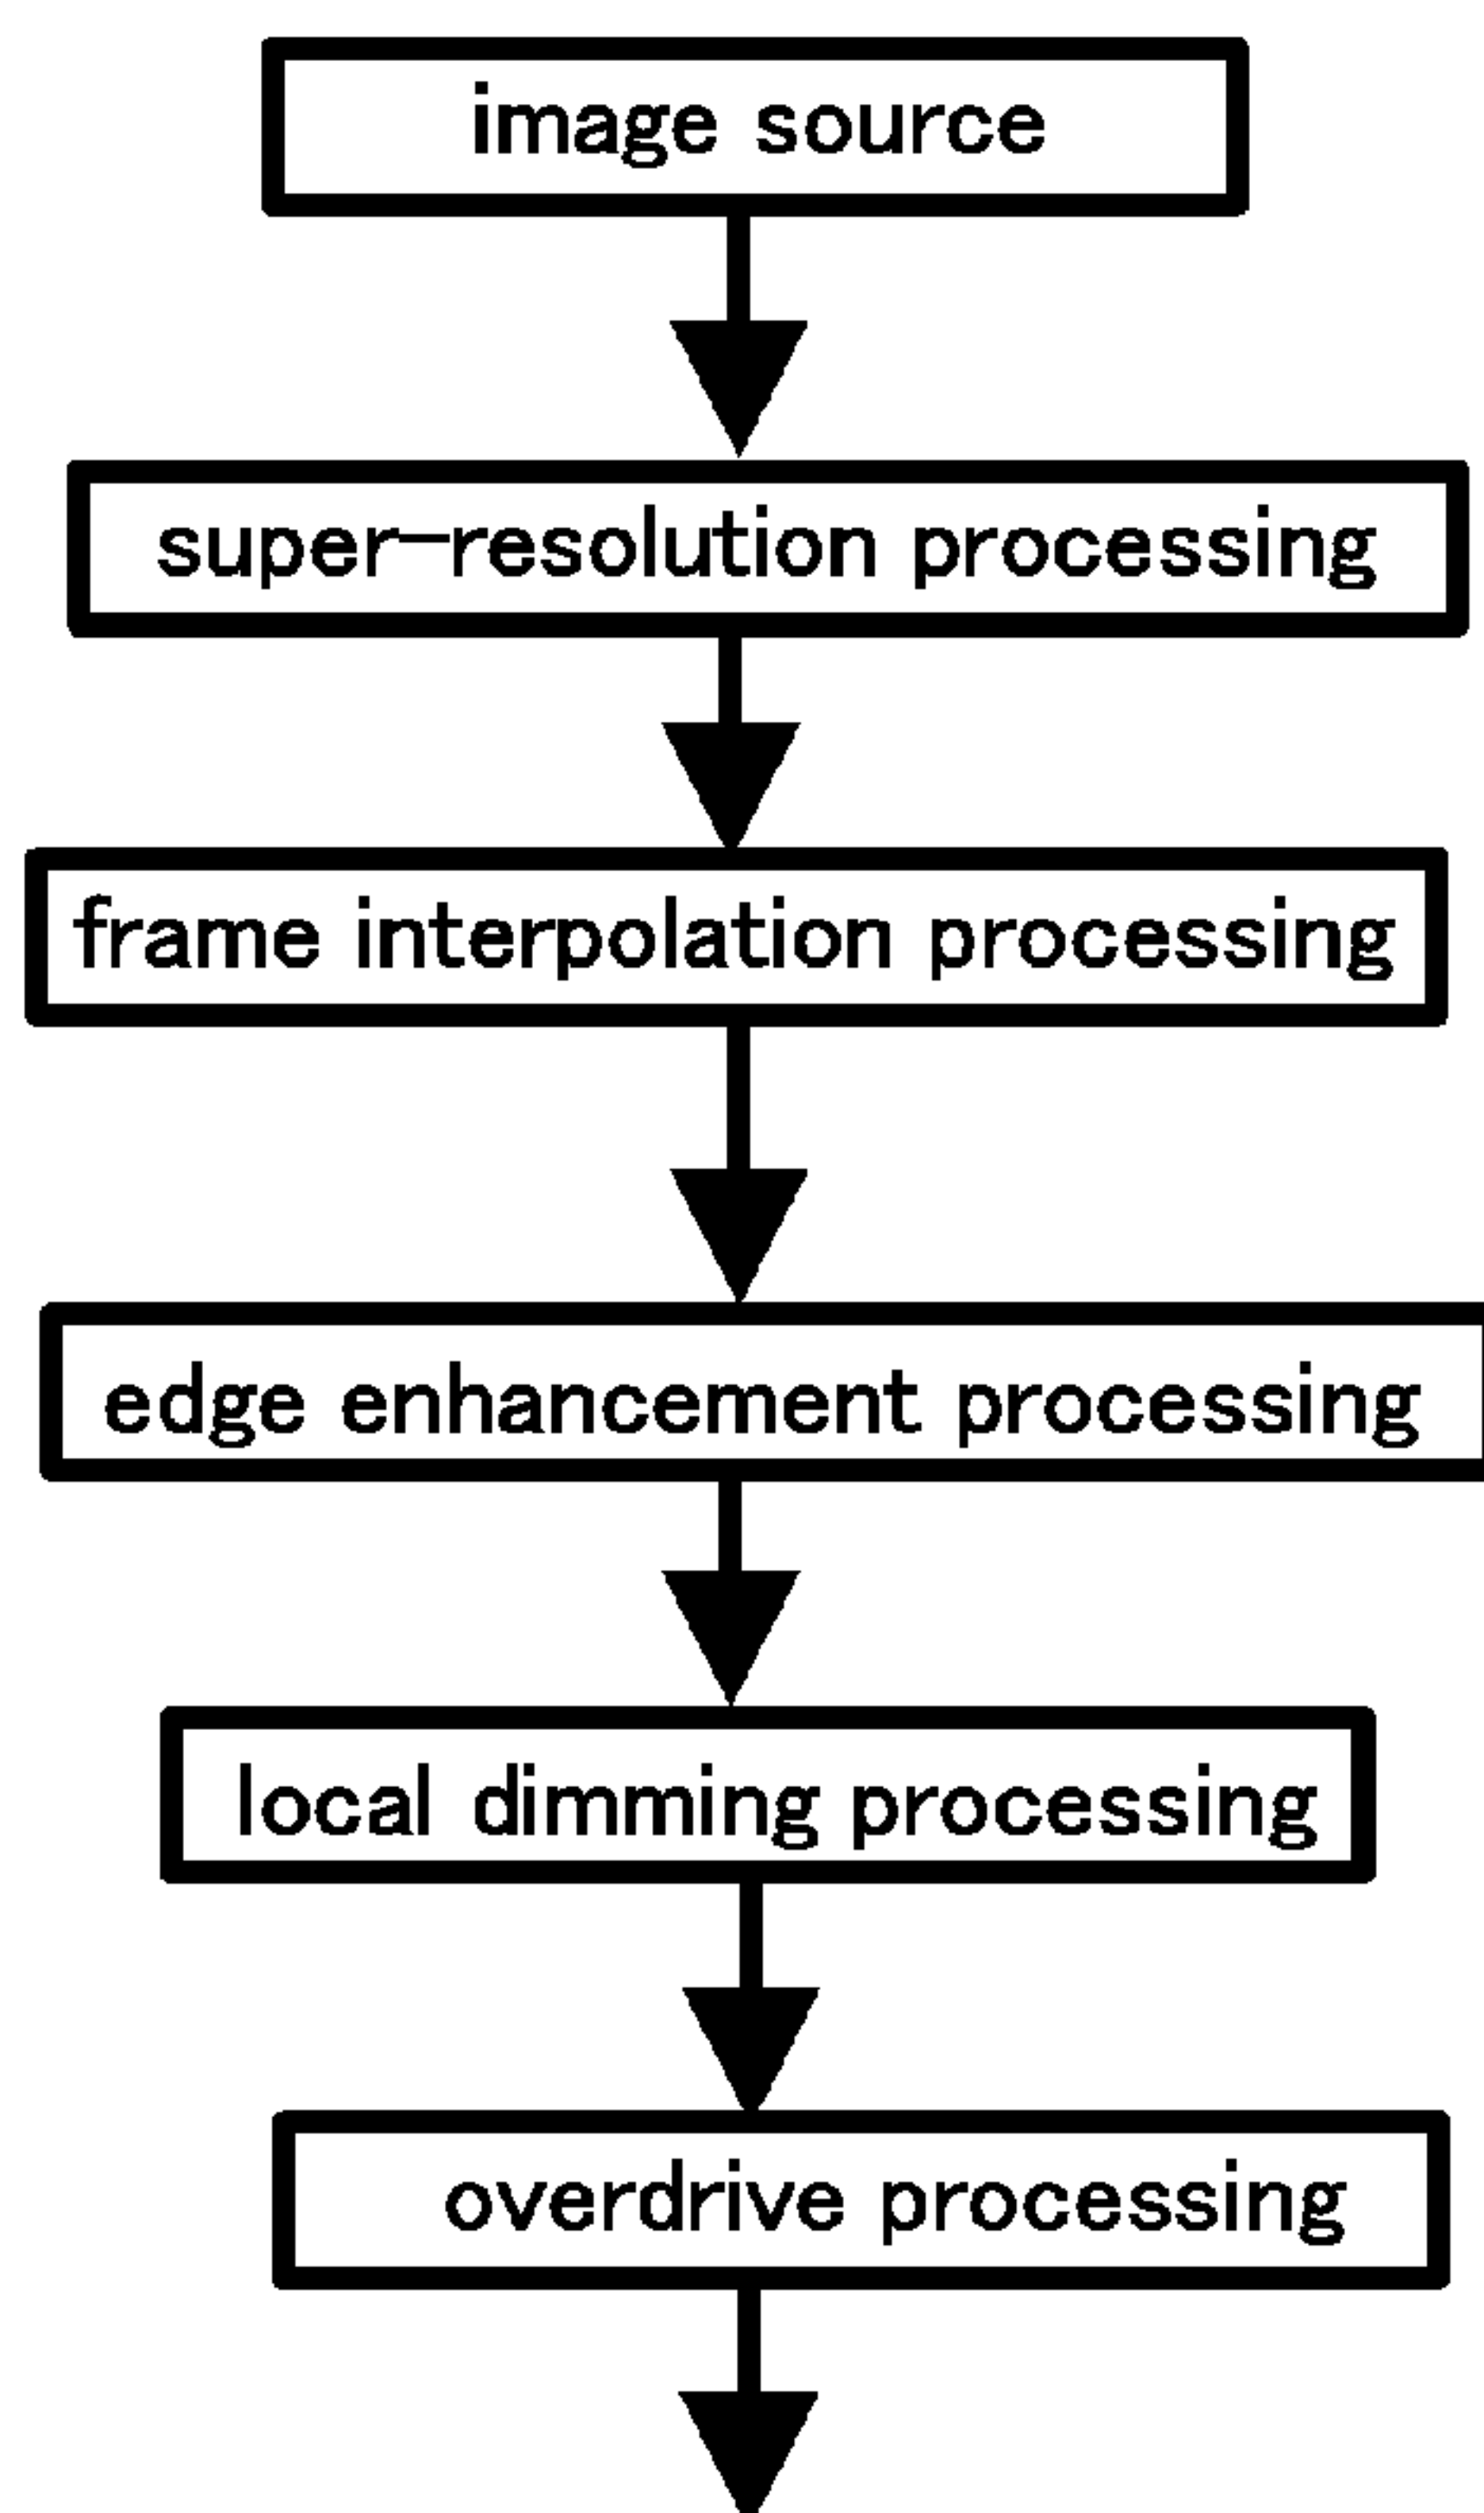 image source
super-resolution processing
frame interpolation processing
edge enhancement processing
local dimming processing
overdrive processing